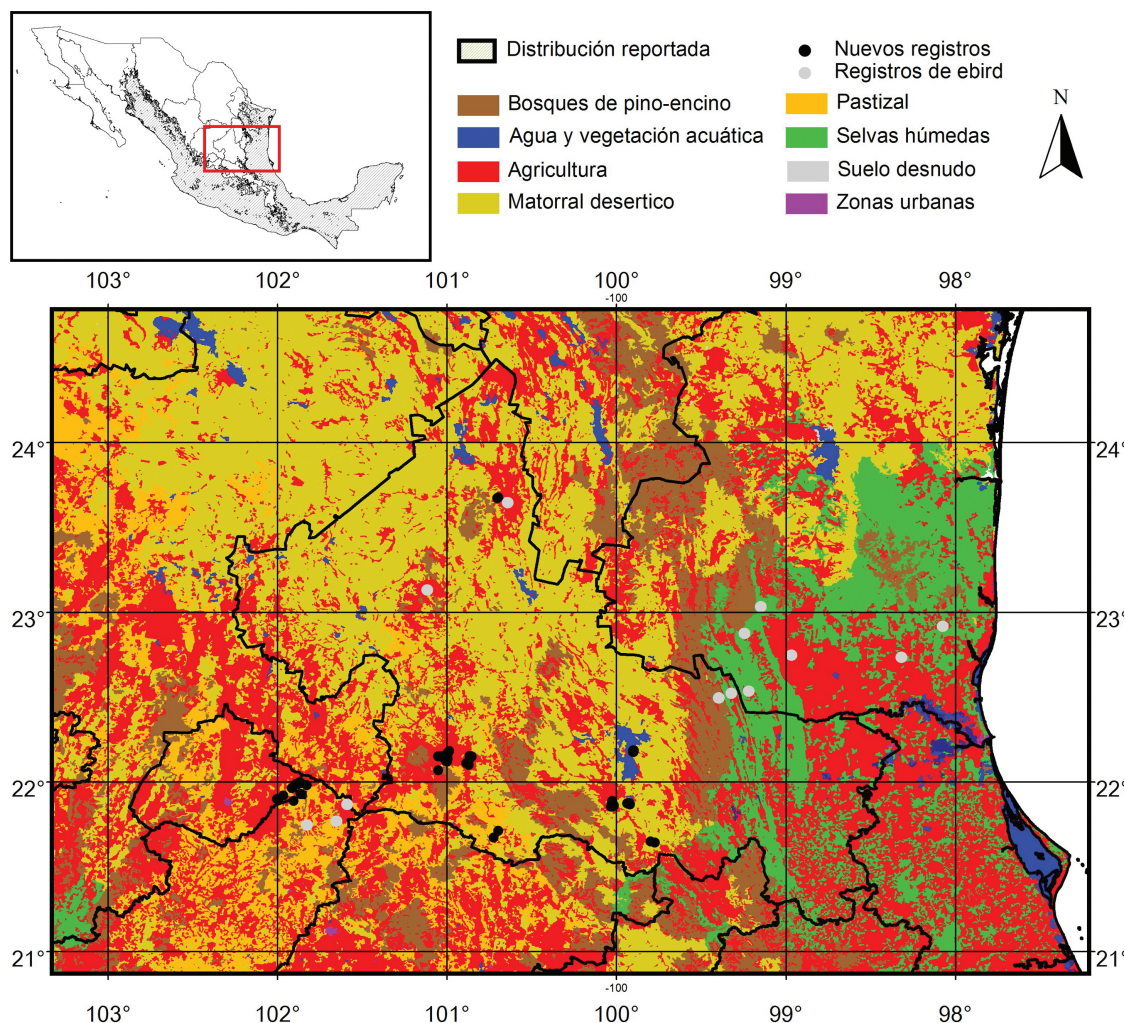 Distribución reportada
Nuevos registros
Registros de ebird
Bosques de pino-encino
Pastizal
Agua y vegetación acuática
Selvas húmedas
Agricultura
Suelo desnudo
Matorral desertico
Zonas urbanas
N
103° 102° 101° 100° 99° 98°
-100
24° 24°
23° 23°
22° 22°
21° 21°
-100
103° 102° 101° 100° 99° 98°